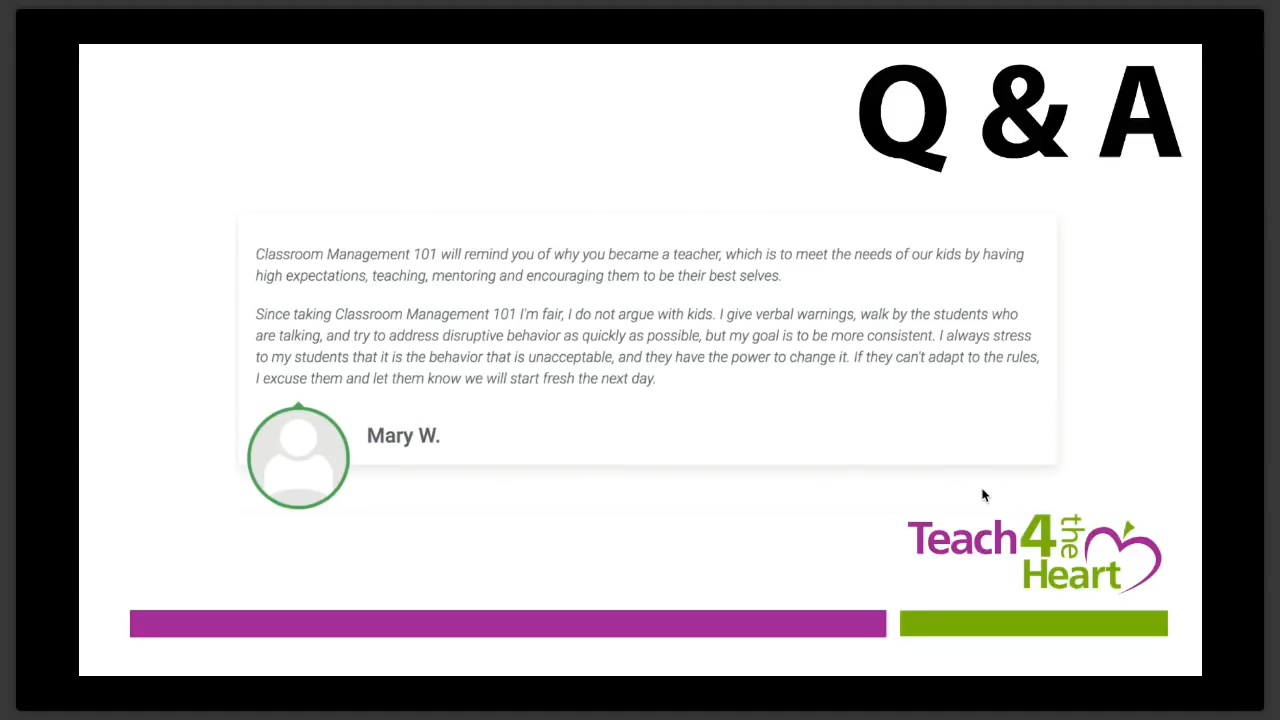 Q & A
Classroom Management 101 will remind you of why you became a teacher, which is to meet the needs of our kids by having
high expectations, teaching, mentoring and encouraging them to be their best selves.
Since taking Classroom Management 101 I'm fair, I do not argue with kids. I give verbal warnings, walk by the students who
are talking, and try to address disruptive behavior as quickly as possible, but my goal is to be more consistent. I always stress
to my students that it is the behavior that is unacceptable, and they have the power to change it. If they can't adapt to the rules,
I excuse them and let them know we will start fresh the next day.
Mary W.
Teach 4 the
Heart